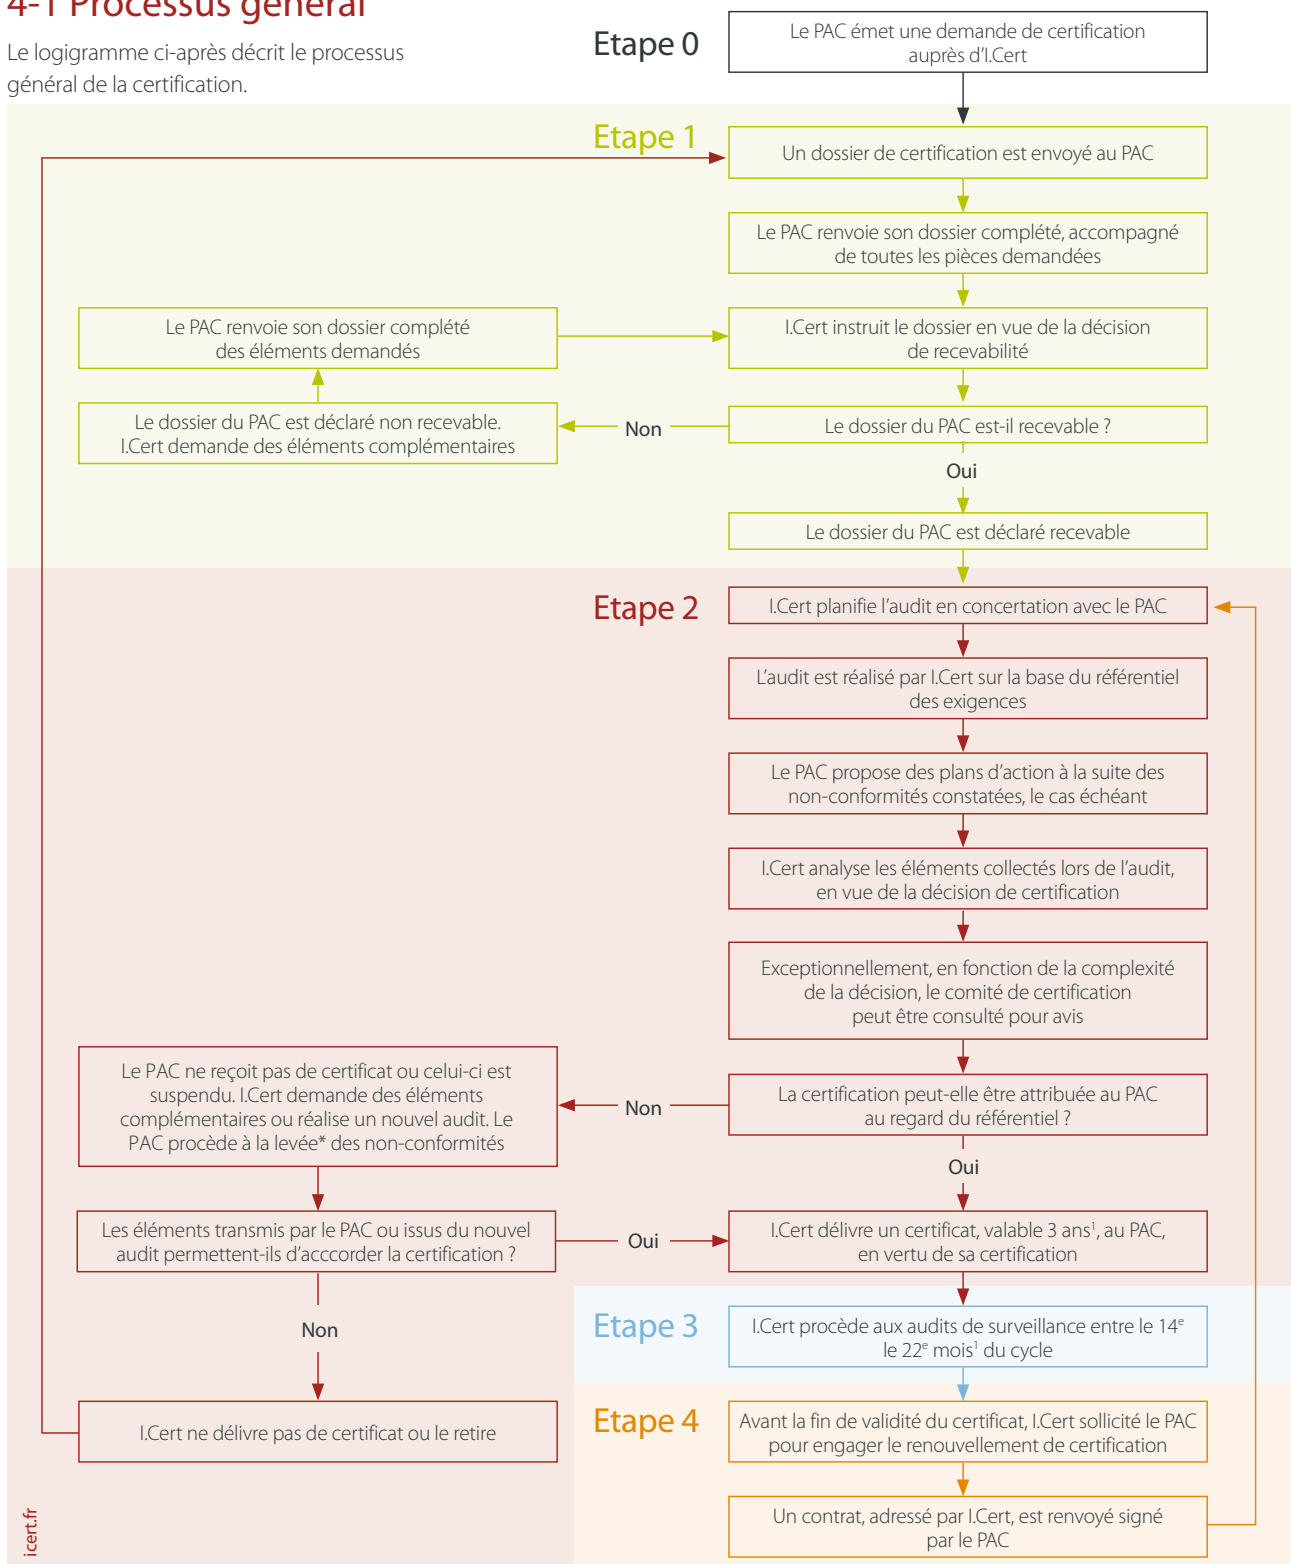 4-1 Processus général
Le logigramme ci-après décrit le processus
général de la certification.
Etape 0
Le PAC émet une demande de certification
auprès d'I.Cert
Etape 1
Un dossier de certification est envoyé au PAC
Le PAC renvoie son dossier complété, accompagné
de toutes les pièces demandées
Le PAC renvoie son dossier complété
des éléments demandés
I.Cert instruit le dossier en vue de la décision
de recevabilité
Le dossier du PAC est déclaré non recevable.
I.Cert demande des éléments complémentaires
Non
Le dossier du PAC est-il recevable ?
Oui
Le dossier du PAC est déclaré recevable
Etape 2
I.Cert planifie l'audit en concertation avec le PAC
L'audit est réalisé par I.Cert sur la base du référentiel
des exigences
Le PAC propose des plans d'action à la suite des
non-conformités constatées, le cas échéant
I.Cert analyse les éléments collectés lors de l'audit,
en vue de la décision de certification
Exceptionnellement, en fonction de la complexité
de la décision, le comité de certification
peut être consulté pour avis
Le PAC ne reçoit pas de certificat ou celui-ci est
suspendu. I.Cert demande des éléments
complémentaires ou réalise un nouvel audit. Le
PAC procède à la levée* des non-conformités
Non
La certification peut-elle être attribuée au PAC
au regard du référentiel ?
Oui
Les éléments transmis par le PAC ou issus du nouvel
audit permettent-ils d'acccorder la certification ?
Oui
I.Cert délivre un certificat, valable 3 ans¹, au PAC,
en vertu de sa certification
Non
Etape 3
I.Cert procède aux audits de surveillance entre le 14ᵉ
le 22ᵉ mois¹ du cycle
I.Cert ne délivre pas de certificat ou le retire
Etape 4
Avant la fin de validité du certificat, I.Cert sollicité le PAC
pour engager le renouvellement de certification
Un contrat, adressé par I.Cert, est renvoyé signé
par le PAC
icert.fr